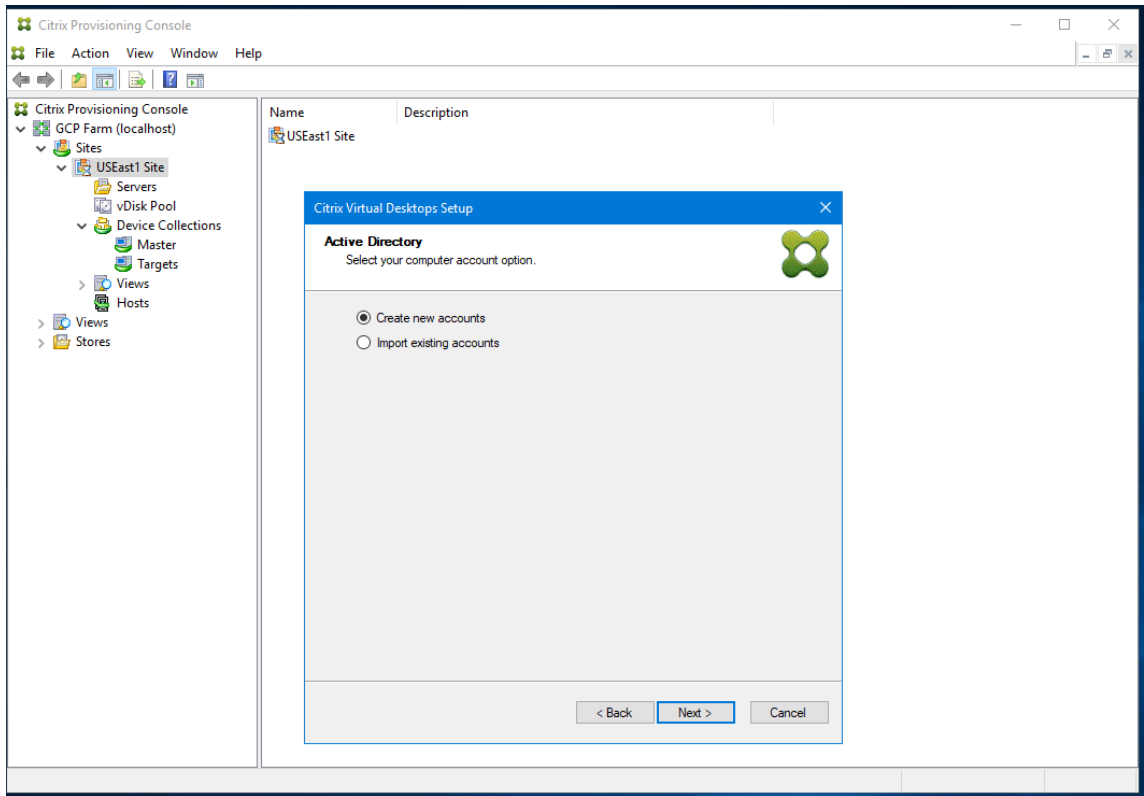 Citrix Provisioning Console
File Action View Window Help
Citrix Provisioning Console
GCP Farm (localhost)
Sites
USEast1 Site
Servers
vDisk Pool
Device Collections
Master
Targets
Views
Hosts
Views
Stores
Name Description
USEast1 Site
Citrix Virtual Desktops Setup
Active Directory
Select your computer account option.
Create new accounts
Import existing accounts
< Back Next > Cancel